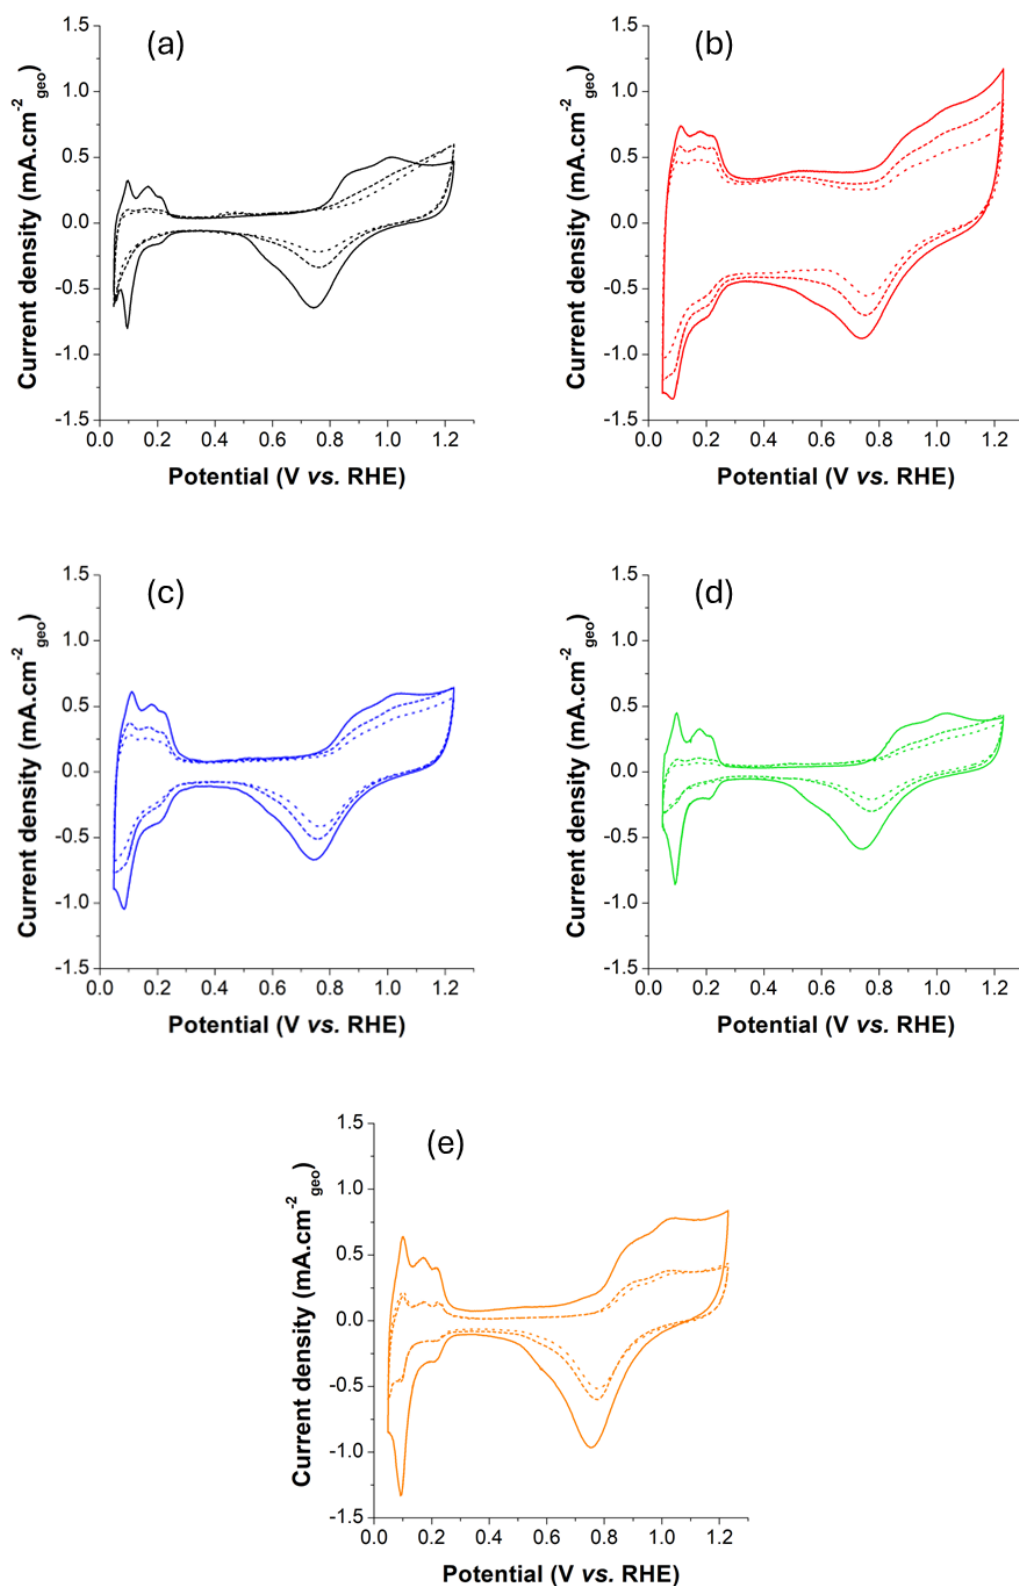 (a)
Current density (mA.cm⁻²geo)
1.5
1.0
0.5
0.0
-0.5
-1.0
-1.5
0.0 0.2 0.4 0.6 0.8 1.0 1.2
Potential (V vs. RHE)
(b)
Current density (mA.cm⁻²geo)
1.5
1.0
0.5
0.0
-0.5
-1.0
-1.5
0.0 0.2 0.4 0.6 0.8 1.0 1.2
Potential (V vs. RHE)
(c)
Current density (mA.cm⁻²geo)
1.5
1.0
0.5
0.0
-0.5
-1.0
-1.5
0.0 0.2 0.4 0.6 0.8 1.0 1.2
Potential (V vs. RHE)
(d)
Current density (mA.cm⁻²geo)
1.5
1.0
0.5
0.0
-0.5
-1.0
-1.5
0.0 0.2 0.4 0.6 0.8 1.0 1.2
Potential (V vs. RHE)
(e)
Current density (mA.cm⁻²geo)
1.5
1.0
0.5
0.0
-0.5
-1.0
-1.5
0.0 0.2 0.4 0.6 0.8 1.0 1.2
Potential (V vs. RHE)